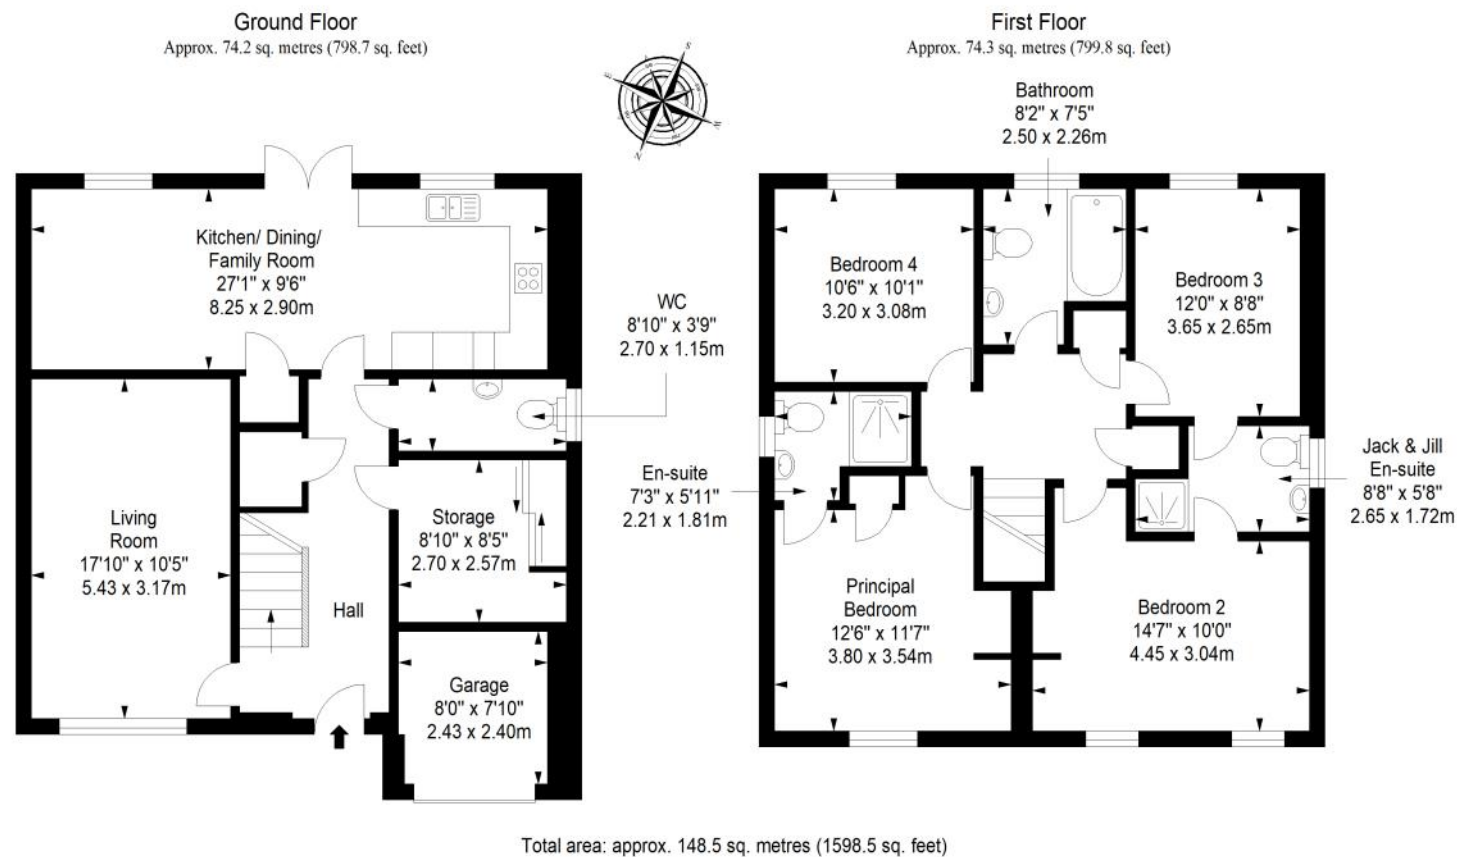 Ground Floor
Approx. 74.2 sq. metres (798.7 sq. feet)
First Floor
Approx. 74.3 sq. metres (799.8 sq. feet)
S
N
Kitchen/ Dining/
Family Room
27'1" x 9'6"
8.25 x 2.90m
WC
8'10" x 3'9"
2.70 x 1.15m
Living
Room
17'10" x 10'5"
5.43 x 3.17m
Storage
8'10" x 8'5"
2.70 x 2.57m
Hall
Garage
8'0" x 7'10"
2.43 x 2.40m
Bathroom
8'2" x 7'5"
2.50 x 2.26m
Bedroom 4
10'6" x 10'1"
3.20 x 3.08m
Bedroom 3
12'0" x 8'8"
3.65 x 2.65m
En-suite
7'3" x 5'11"
2.21 x 1.81m
Jack & Jill
En-suite
8'8" x 5'8"
2.65 x 1.72m
Principal
Bedroom
12'6" x 11'7"
3.80 x 3.54m
Bedroom 2
14'7" x 10'0"
4.45 x 3.04m
Total area: approx. 148.5 sq. metres (1598.5 sq. feet)